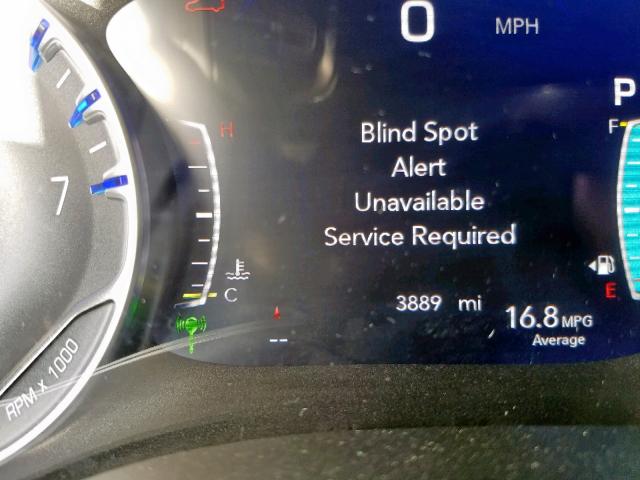 0 MPH
P
H
F
Blind Spot
Alert
Unavailable
Service Required
7
C
E
3889 mi
16.8 MPG
Average
--
RPM x 1000